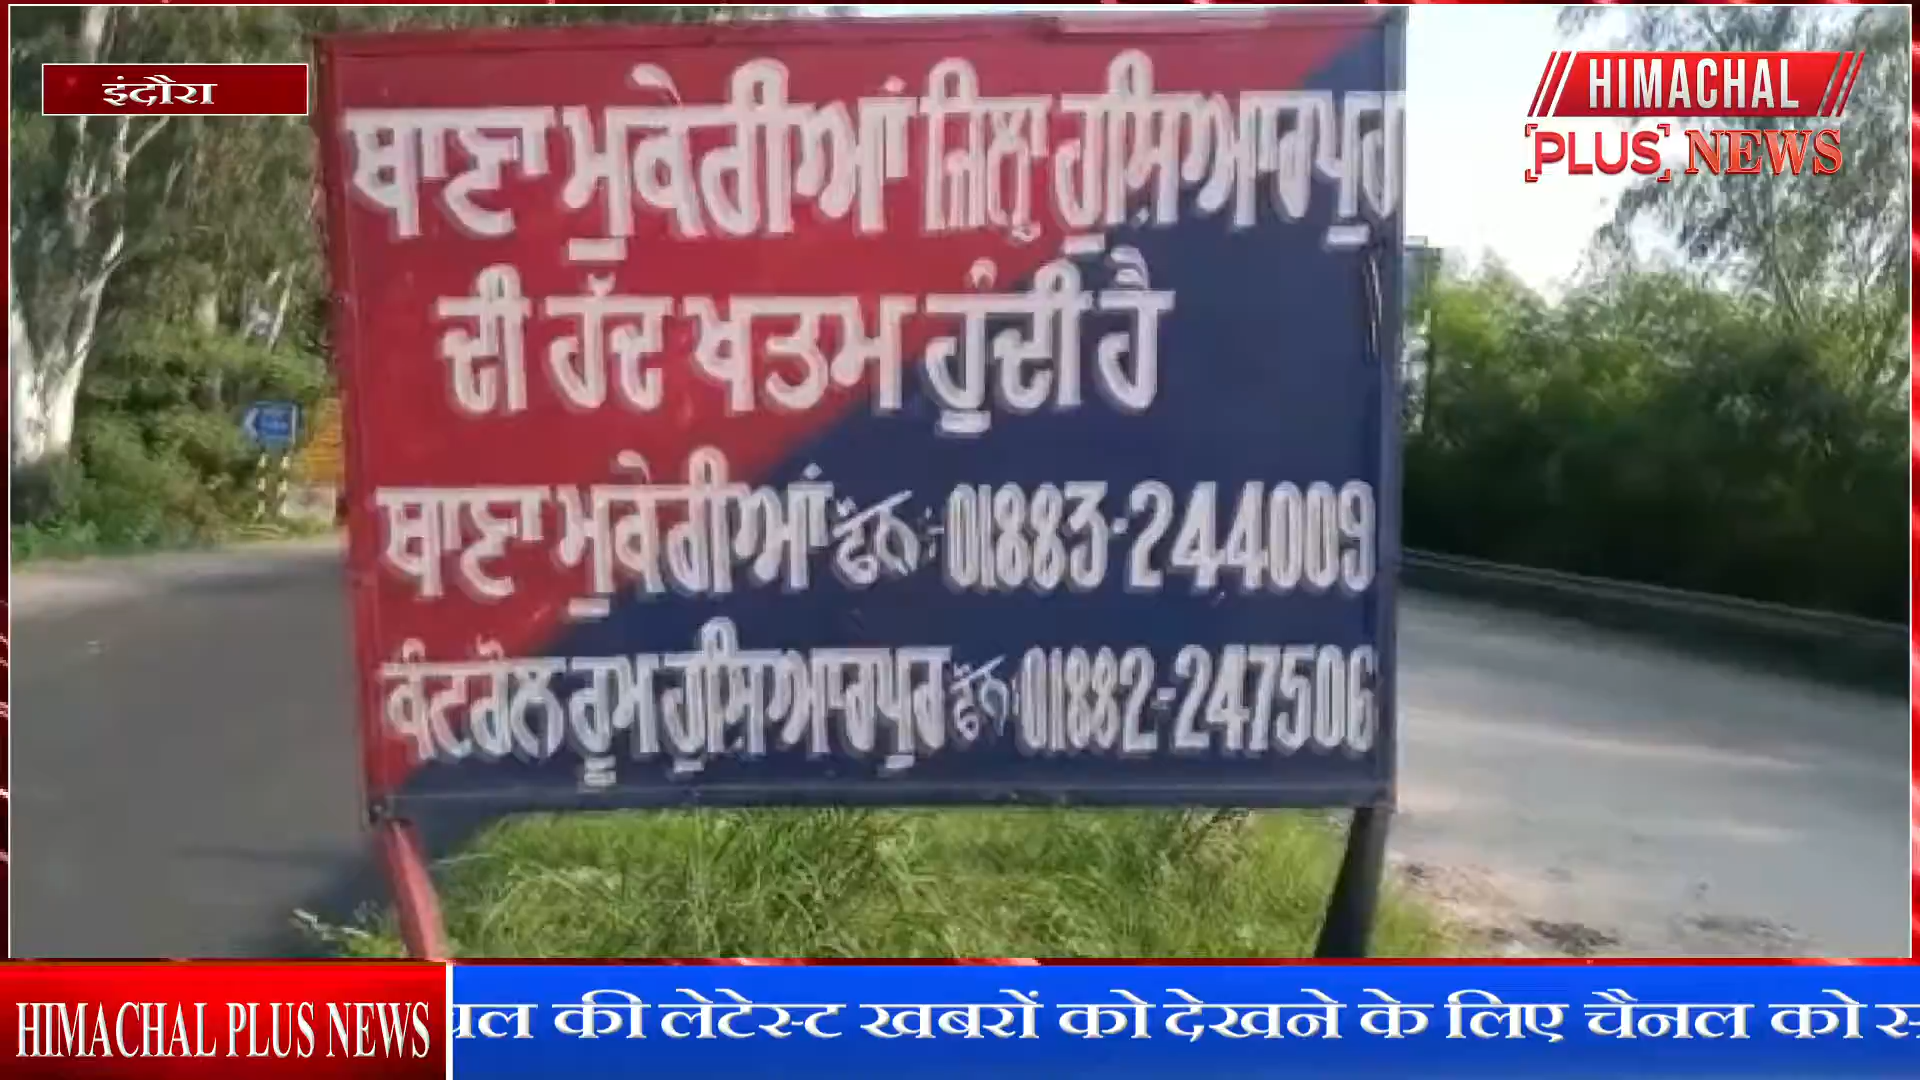 इंदौरा
HIMACHAL
PLUS NEWS
ਥਾਣਾ ਮੁਕੇਰੀਆਂ ਜਿਲ੍ਹਾ ਹੁਸ਼ਿਆਰਪੁਰ
ਦੀ ਹੱਦ ਖਤਮ ਹੁੰਦੀ ਹੈ
ਥਾਣਾ ਮੁਕੇਰੀਆਂ ਫੋਨ: 01883-244009
ਕੰਟਰੋਲ ਰੂਮ ਹੁਸ਼ਿਆਰਪੁਰ ਫੋਨ: 01882-247506
HIMACHAL PLUS NEWS
की लेटेस्ट खबरों को देखने के लिए चैनल को